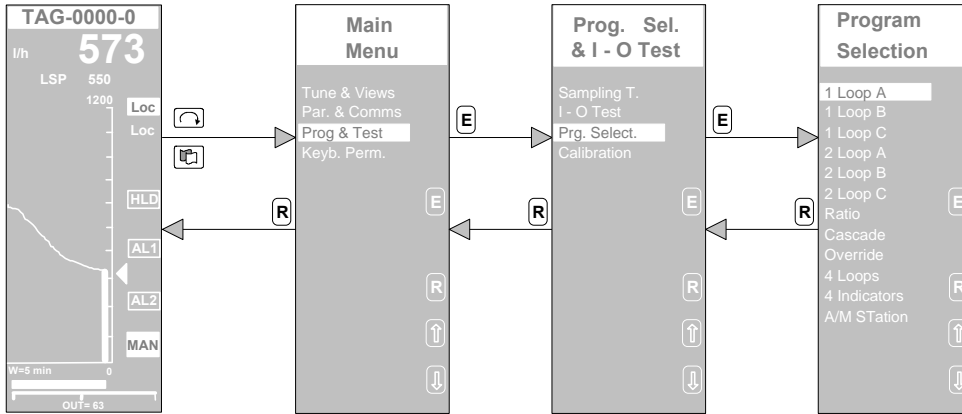 TAG-0000-0
l/h 573
LSP 550
1200
Loc
Loc
HLD
AL1
AL2
MAN
W=5 min 0
OUT= 63
R
Main
Menu
Tune & Views
Par. & Comms
Prog & Test
Keyb. Perm.
E
R
E
R
Prog. Sel.
& I - O Test
Sampling T.
I - O Test
Prg. Select.
Calibration
E
R
E
R
Program
Selection
1 Loop A
1 Loop B
1 Loop C
2 Loop A
2 Loop B
2 Loop C
Ratio
Cascade
Override
4 Loops
4 Indicators
A/M STation
E
R